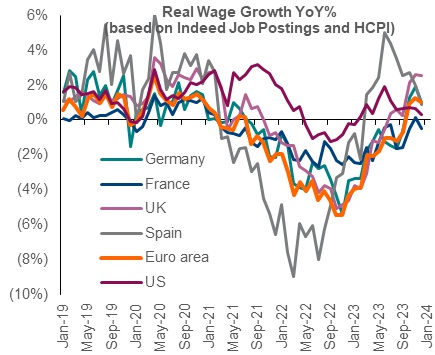 Real Wage Growth YoY%
(based on Indeed Job Postings and HCPI)
6%
4%
2%
0%
(2%)
(4%)
(6%)
(8%)
(10%)
Germany
France
UK
Spain
Euro area
US
Jan-19
May-19
Sep-19
Jan-20
May-20
Sep-20
Jan-21
May-21
Sep-21
Jan-22
May-22
Sep-22
Jan-23
May-23
Sep-23
Jan-24